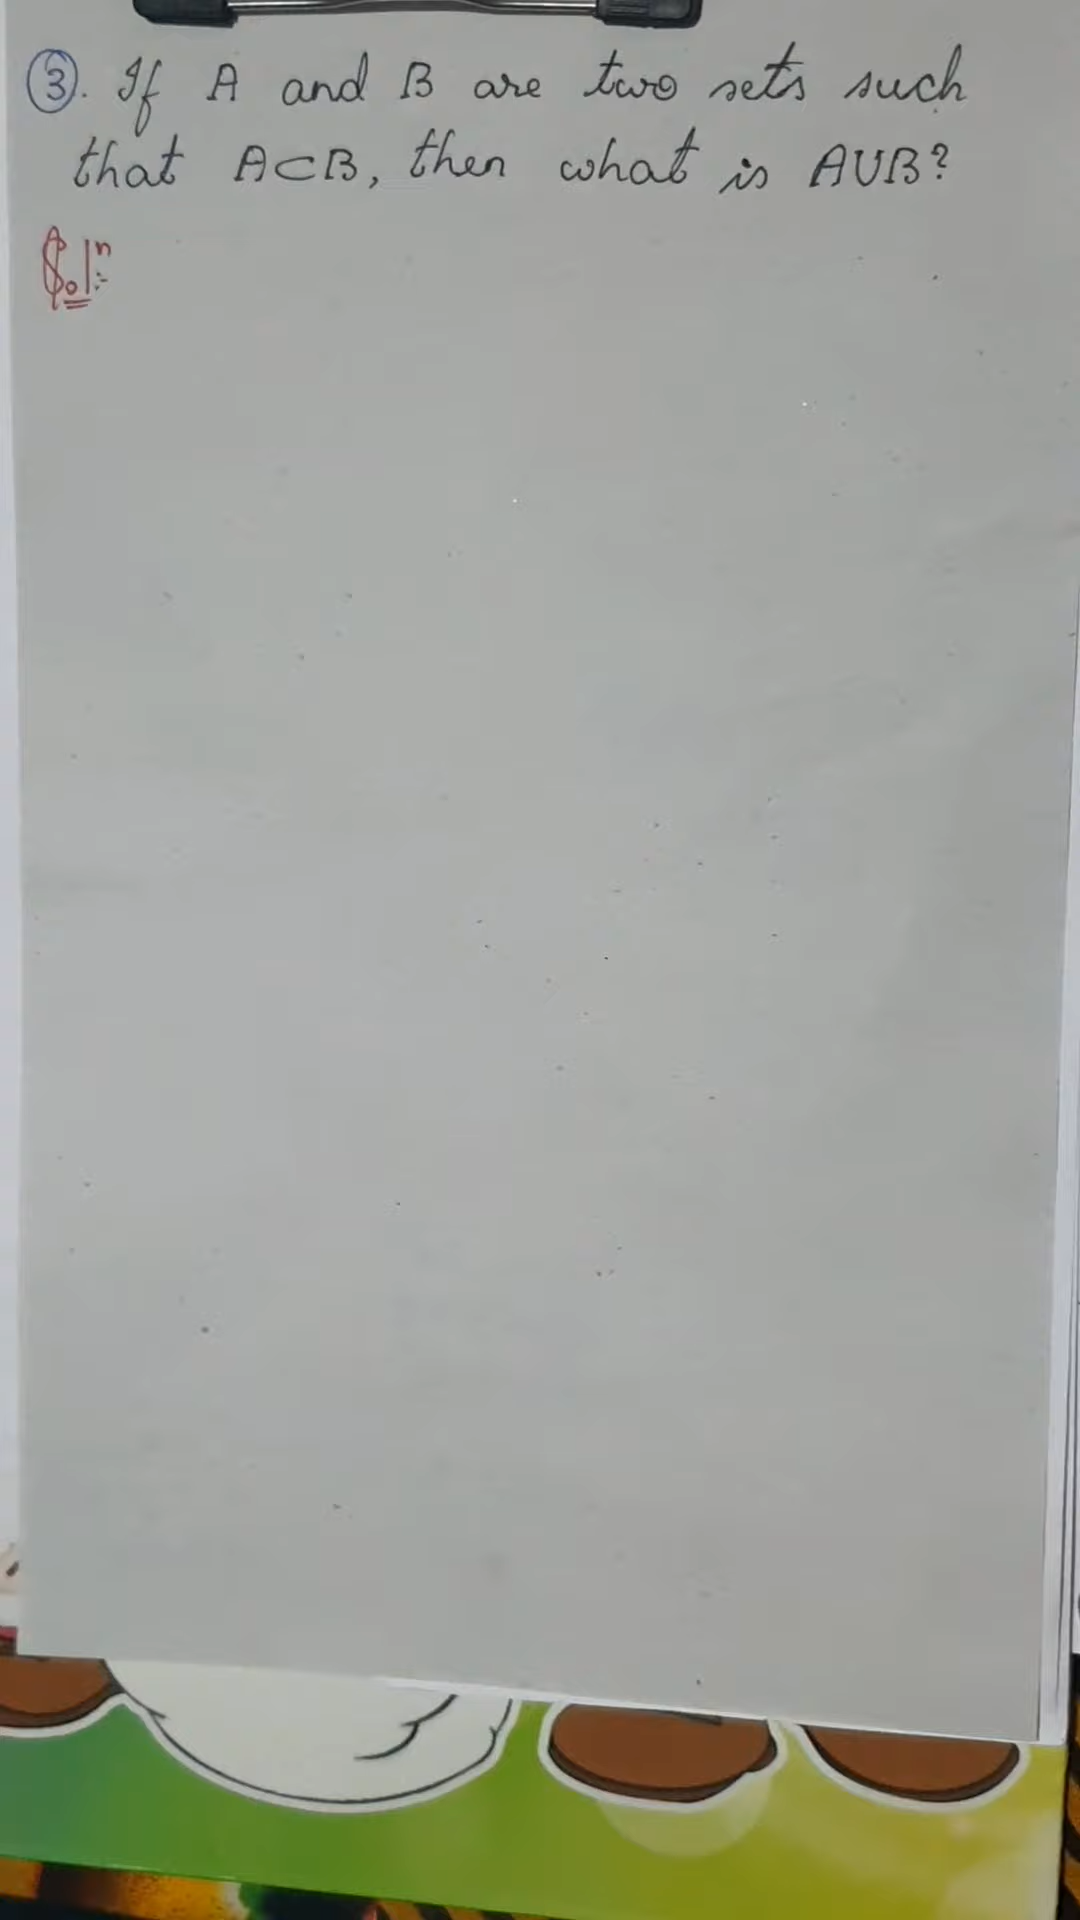 3. If A and B are two sets such
that A⊂B, then what is A∪B?
Solⁿ:-